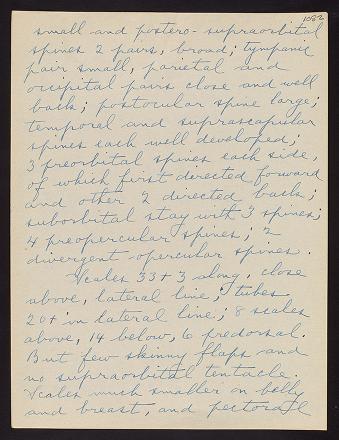 1082
small and postero-supraorbital
spines 2 pairs, broad; tympanic
pair small, parietal and
occipital pairs close and well
back; postocular spine large;
temporal and suprascapular
spines each well developed;
3 preorbital spines each side,
of which first directed forward
and other 2 directed back;
suborbital stay with 3 spines;
4 preopercular spines; 2
divergent opercular spines.
Scales 33 + 3 along, close
above, lateral line; tubes
20+ in lateral line; 8 scales
above, 14 below, 6 predorsal.
But few skinny flaps and
no supraorbital tentacle.
Scales much smaller on belly
and breast, and pectoral